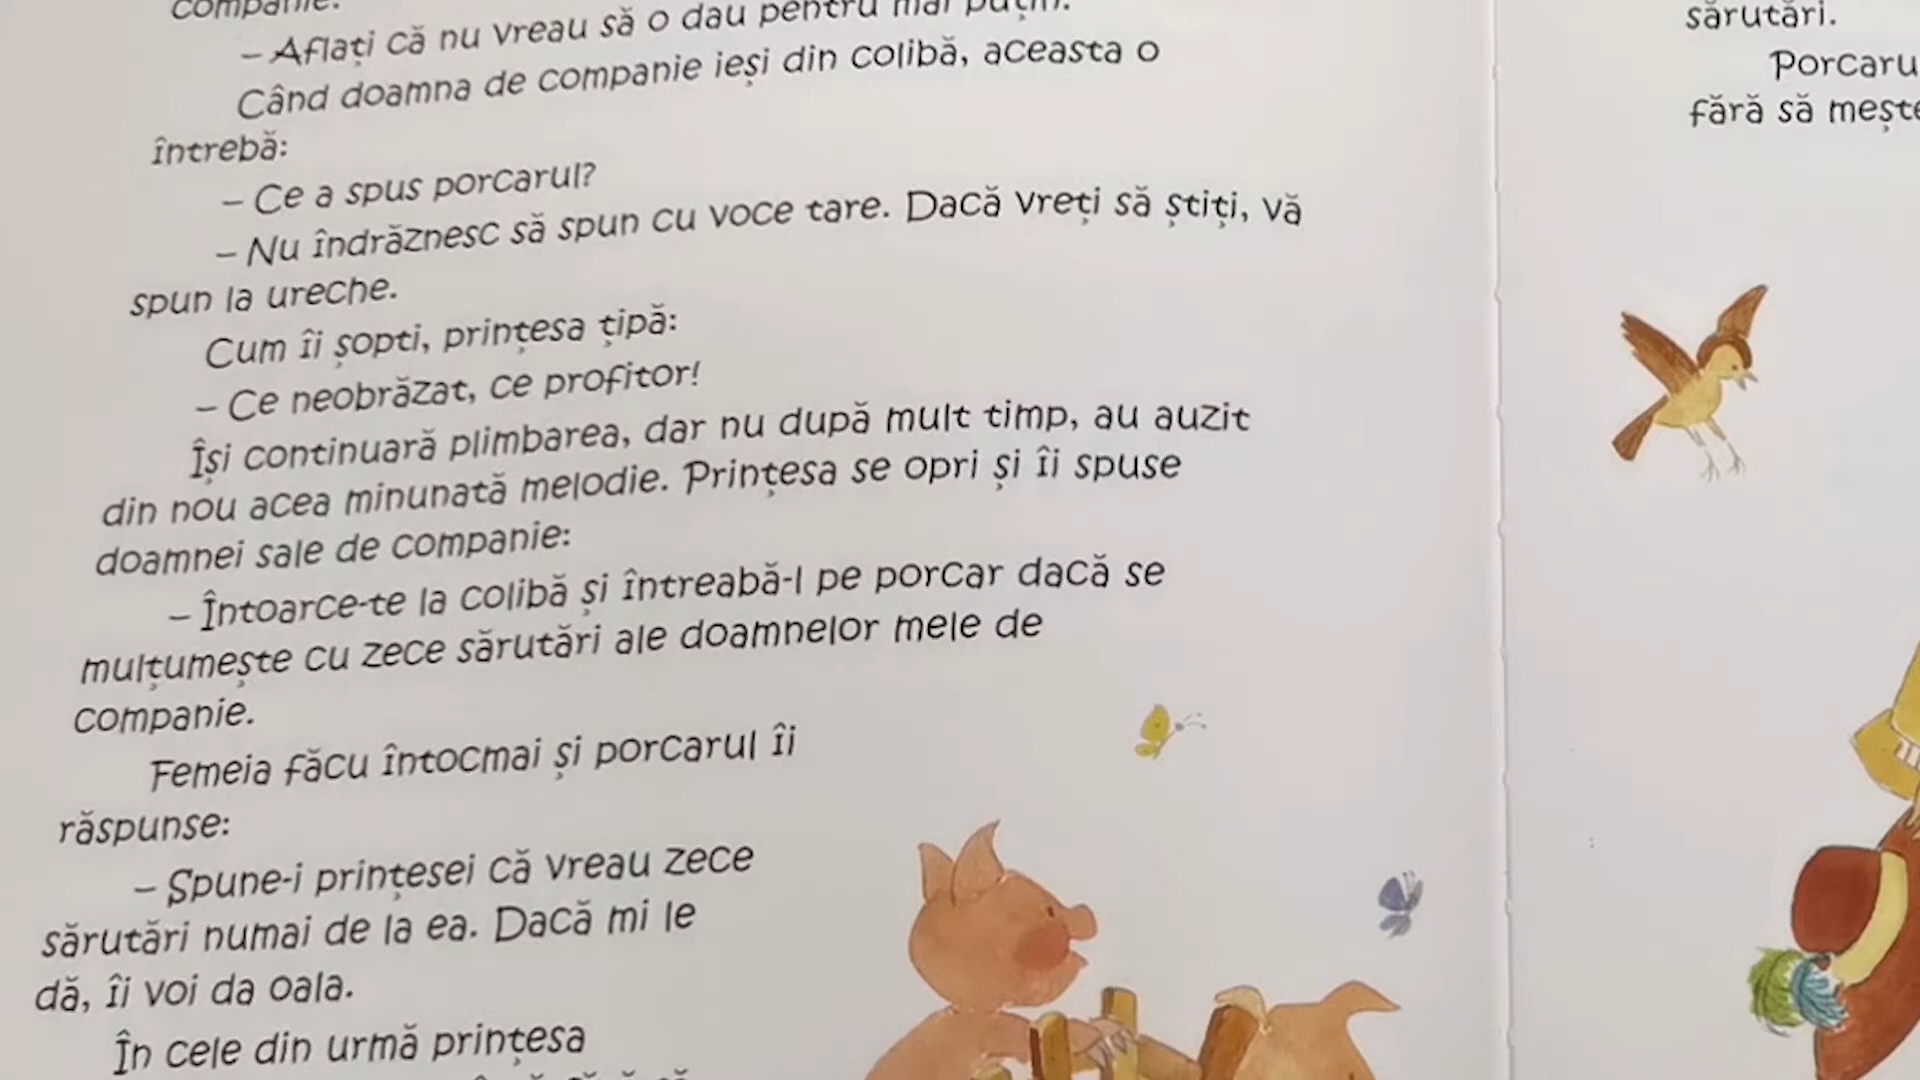 companie.
– Aflați că nu vreau să o dau pentru mai puțin.
Când doamna de companie ieși din colibă, aceasta o
întrebă:
– Ce a spus porcarul?
– Nu îndrăznesc să spun cu voce tare. Dacă vreți să știți, vă
spun la ureche.
Cum îi șopti, prințesa țipă:
– Ce neobrăzat, ce profitor!
Își continuară plimbarea, dar nu după mult timp, au auzit
din nou acea minunată melodie. Prințesa se opri și îi spuse
doamnei sale de companie:
– Întoarce-te la colibă și întreabă-l pe porcar dacă se
mulțumește cu zece sărutări ale doamnelor mele de
companie.
Femeia făcu întocmai și porcarul îi
răspunse:
– Spune-i prințesei că vreau zece
sărutări numai de la ea. Dacă mi le
dă, îi voi da oala.
În cele din urmă prințesa
sărutări.
Porcaru
fără să mește